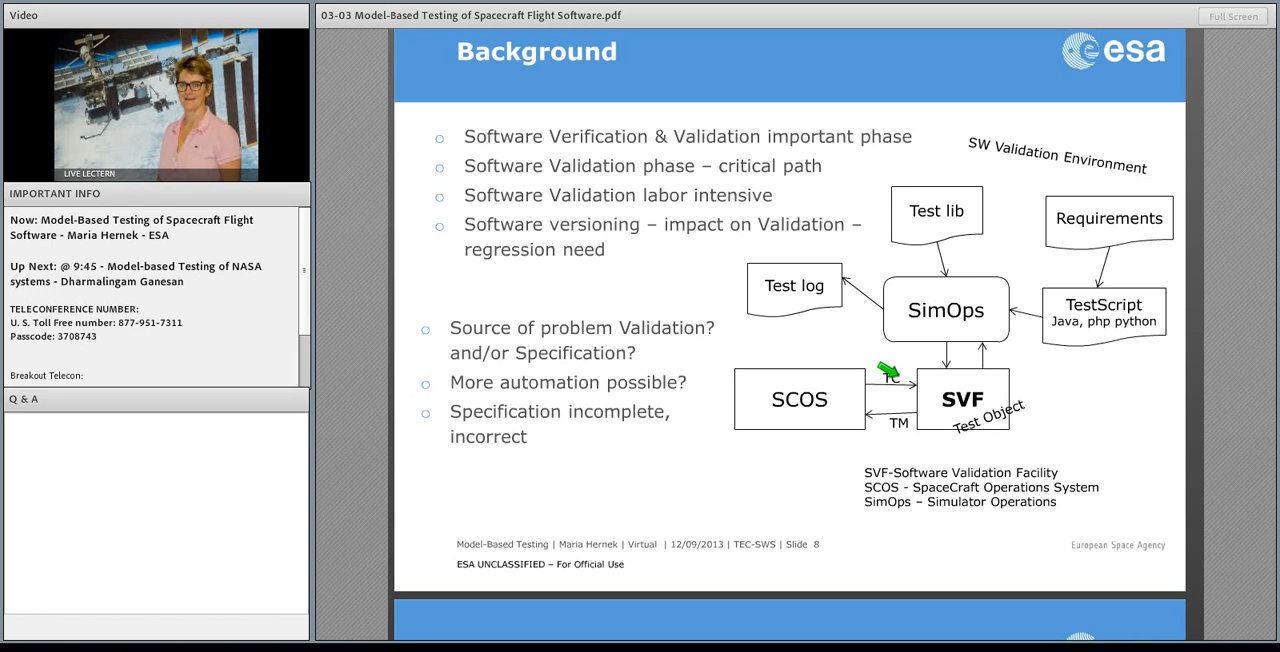 Video
LIVE LECTERN
IMPORTANT INFO
Now: Model-Based Testing of Spacecraft Flight
Software - Maria Hernek - ESA
Up Next: @ 9:45 - Model-based Testing of NASA
systems - Dharmalingam Ganesan
TELECONFERENCE NUMBER:
U. S. Toll Free number: 877-951-7311
Passcode: 3708743
Breakout Telecon:
Q & A
03-03 Model-Based Testing of Spacecraft Flight Software.pdf
Full Screen
Background
esa
o Software Verification & Validation important phase
o Software Validation phase – critical path
o Software Validation labor intensive
o Software versioning – impact on Validation –
regression need
o Source of problem Validation?
and/or Specification?
o More automation possible?
o Specification incomplete,
incorrect
SW Validation Environment
Test lib
Requirements
Test log
SimOps
TestScript
Java, php python
TC
SCOS
SVF
Test Object
TM
SVF-Software Validation Facility
SCOS - SpaceCraft Operations System
SimOps – Simulator Operations
Model-Based Testing | Maria Hernek | Virtual | 12/09/2013 | TEC-SWS | Slide 8
European Space Agency
ESA UNCLASSIFIED – For Official Use